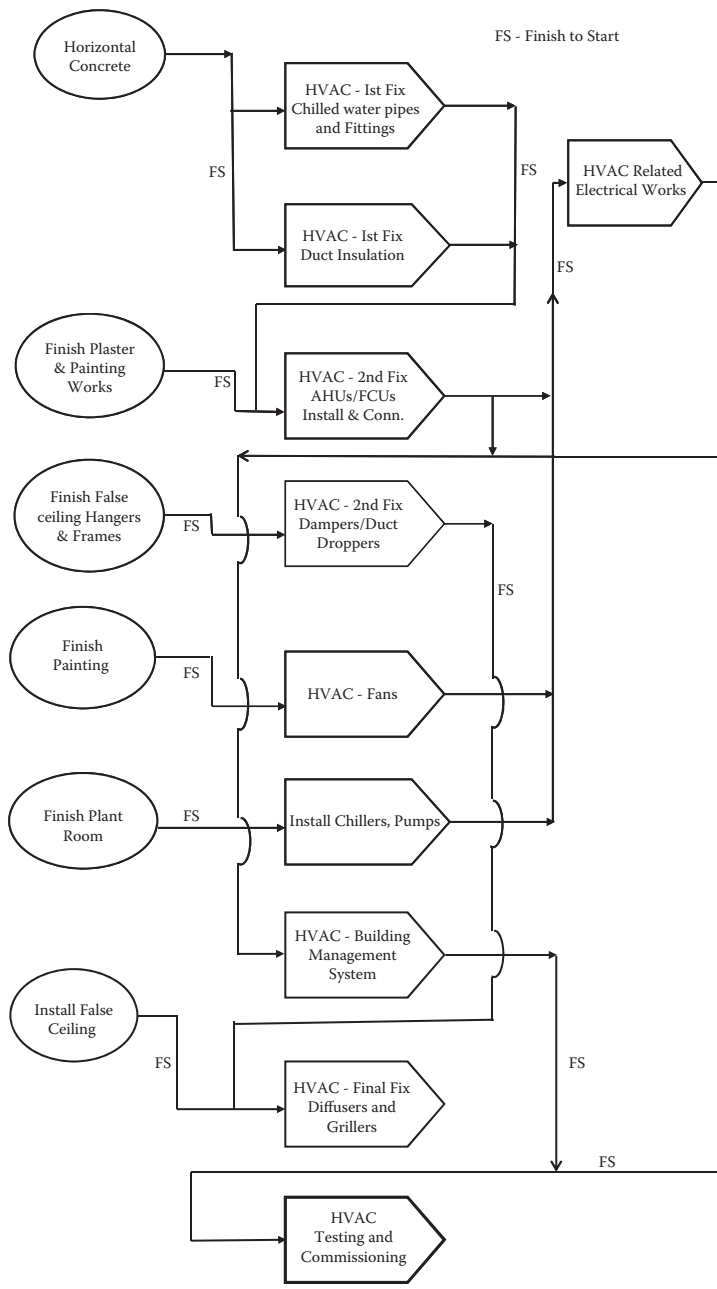 FS - Finish to Start
Horizontal
Concrete
HVAC - Ist Fix
Chilled water pipes
and Fittings
FS
FS
HVAC Related
Electrical Works
HVAC - Ist Fix
Duct Insulation
FS
Finish Plaster
& Painting
Works
FS
HVAC - 2nd Fix
AHUs/FCUs
Install & Conn.
Finish False
ceiling Hangers
& Frames
FS
HVAC - 2nd Fix
Dampers/Duct
Droppers
FS
Finish
Painting
FS
HVAC - Fans
Finish Plant
Room
FS
Install Chillers, Pumps
HVAC - Building
Management
System
Install False
Ceiling
FS
FS
HVAC - Final Fix
Diffusers and
Grillers
FS
HVAC
Testing and
Commissioning